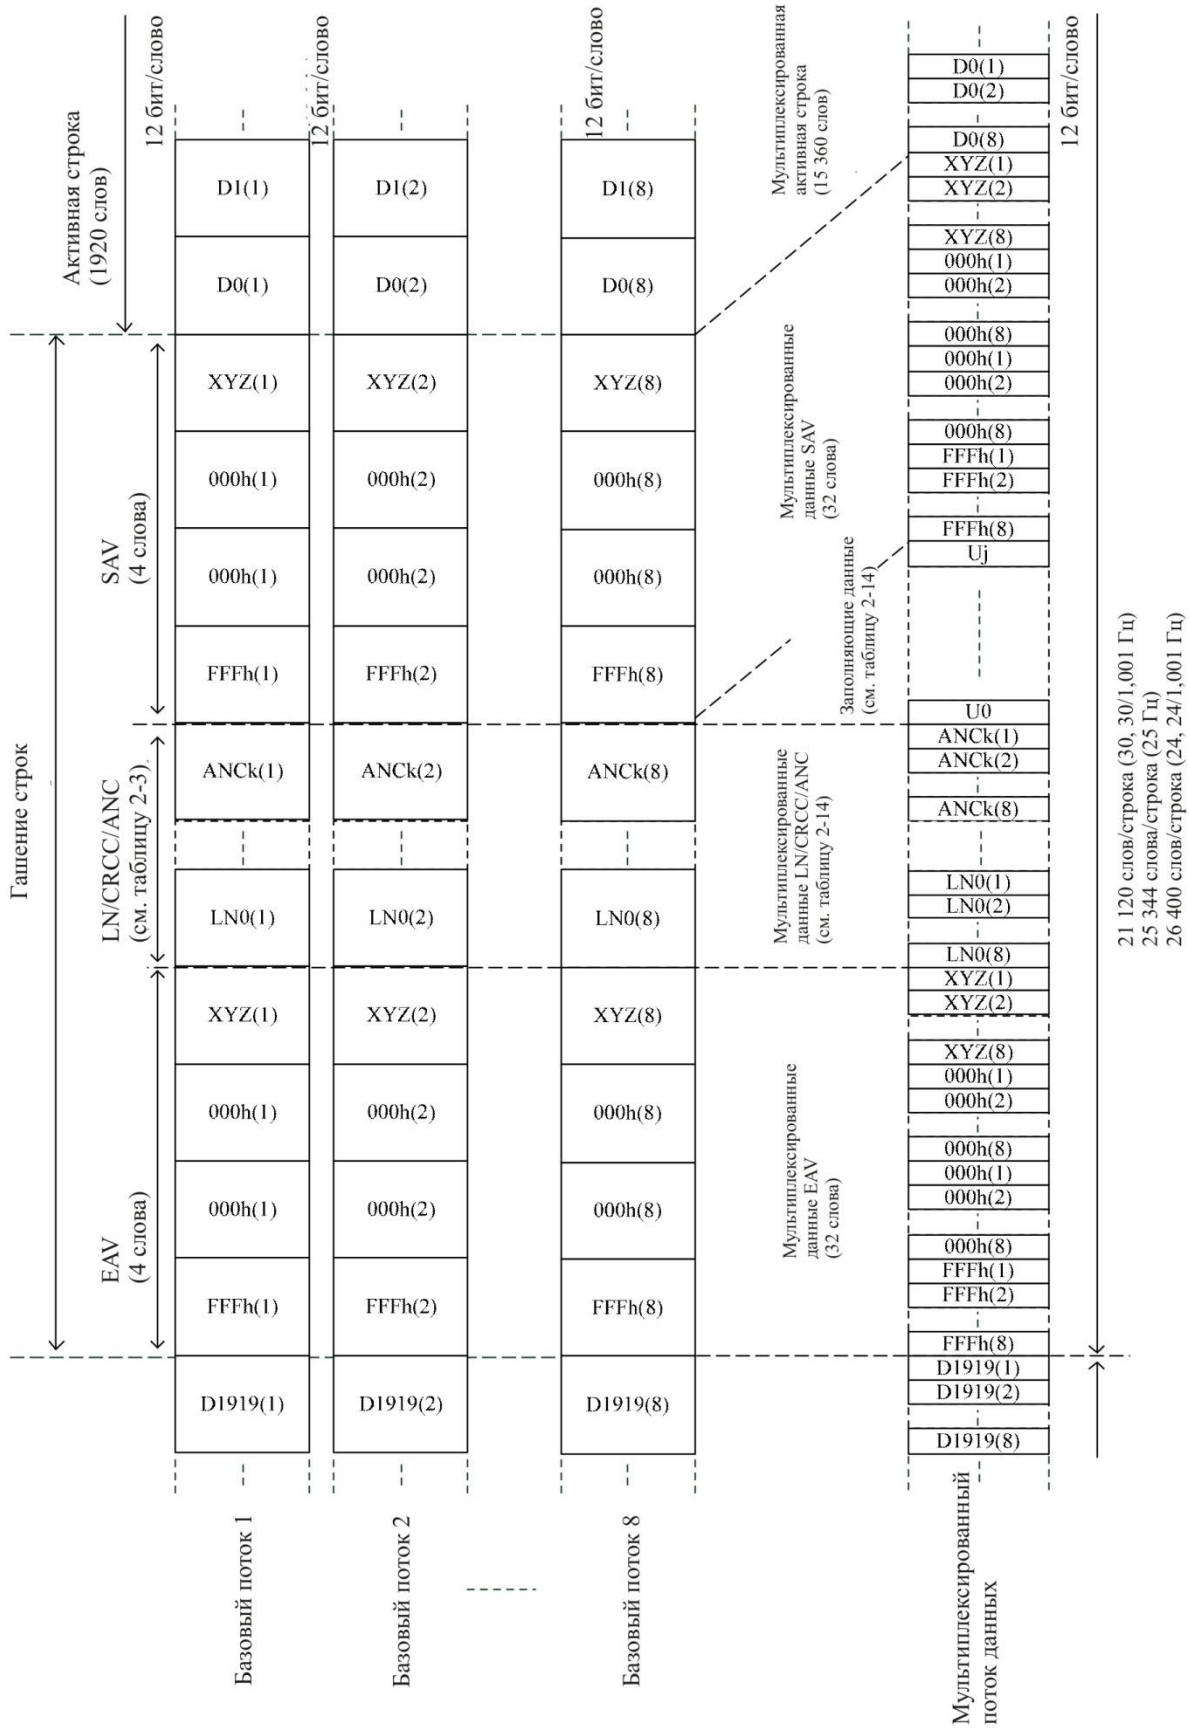 Гашение строк
Активная строка
(1920 слов)
EAV
(4 слова)
LN/CRCC/ANC
(см. таблицу 2-3)
SAV
(4 слова)
12 бит/слово
Базовый поток 1
D1919(1)
FFFh(1)
000h(1)
000h(1)
XYZ(1)
LN0(1)
ANCk(1)
FFFh(1)
000h(1)
000h(1)
XYZ(1)
D0(1)
D1(1)
12 бит/слово
Базовый поток 2
D1919(2)
FFFh(2)
000h(2)
000h(2)
XYZ(2)
LN0(2)
ANCk(2)
FFFh(2)
000h(2)
000h(2)
XYZ(2)
D0(2)
D1(2)
12 бит/слово
Базовый поток 8
D1919(8)
FFFh(8)
000h(8)
000h(8)
XYZ(8)
LN0(8)
ANCk(8)
FFFh(8)
000h(8)
000h(8)
XYZ(8)
D0(8)
D1(8)
Мультиплексированные
данные EAV
(32 слова)
Мультиплексированные
данные LN/CRCC/ANC
(см. таблицу 2-14)
Заполняющие данные
(см. таблицу 2-14)
Мультиплексированные
данные SAV
(32 слова)
Мультиплексированная
активная строка
(15 360 слов)
Мультиплексированный
поток данных
D1919(8)
D1919(2)
D1919(1)
FFFh(8)
FFFh(2)
FFFh(1)
000h(8)
000h(2)
000h(1)
000h(8)
000h(2)
000h(1)
XYZ(8)
XYZ(2)
XYZ(1)
LN0(8)
LN0(2)
LN0(1)
ANCk(8)
ANCk(2)
ANCk(1)
U0
Uj
FFFh(8)
FFFh(2)
FFFh(1)
000h(8)
000h(2)
000h(1)
000h(8)
000h(2)
000h(1)
XYZ(8)
XYZ(2)
XYZ(1)
D0(8)
D0(2)
D0(1)
12 бит/слово
21 120 слов/строка (30, 30/1,001 Гц)
25 344 слова/строка (25 Гц)
26 400 слов/строка (24, 24/1,001 Гц)